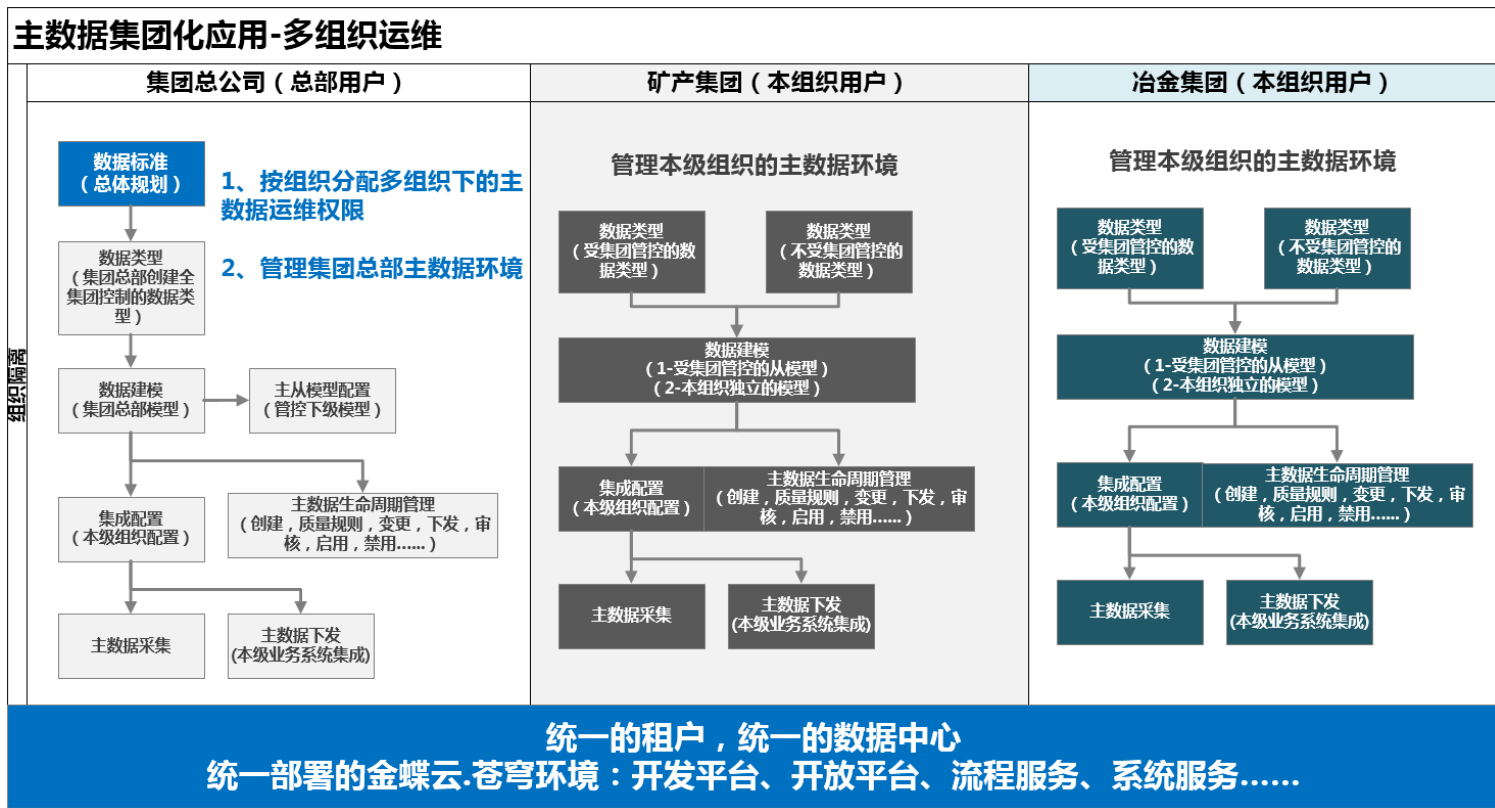 主数据集团化应用-多组织运维
组织隔离
集团总公司（总部用户）
数据标准
（总体规划）
1、按组织分配多组织下的主
数据运维权限
2、管理集团总部主数据环境
数据类型
（集团总部创建全
集团控制的数据类
型）
数据建模
（集团总部模型）
主从模型配置
（管控下级模型）
集成配置
（本级组织配置）
主数据生命周期管理
（创建，质量规则，变更，下发，审
核，启用，禁用......）
主数据采集
主数据下发
(本级业务系统集成)
矿产集团（本组织用户）
管理本级组织的主数据环境
数据类型
（受集团管控的数
据类型）
数据类型
（不受集团管控的
数据类型）
数据建模
（1-受集团管控的从模型）
（2-本组织独立的模型）
集成配置
（本级组织配置）
主数据生命周期管理
（创建，质量规则，变更，下发，审
核，启用，禁用......）
主数据采集
主数据下发
(本级业务系统集成)
冶金集团（本组织用户）
管理本级组织的主数据环境
数据类型
（受集团管控的数
据类型）
数据类型
（不受集团管控的
数据类型）
数据建模
（1-受集团管控的从模型）
（2-本组织独立的模型）
集成配置
（本级组织配置）
主数据生命周期管理
（创建，质量规则，变更，下发，审
核，启用，禁用......）
主数据采集
主数据下发
(本级业务系统集成)
统一的租户，统一的数据中心
统一部署的金蝶云.苍穹环境：开发平台、开放平台、流程服务、系统服务......